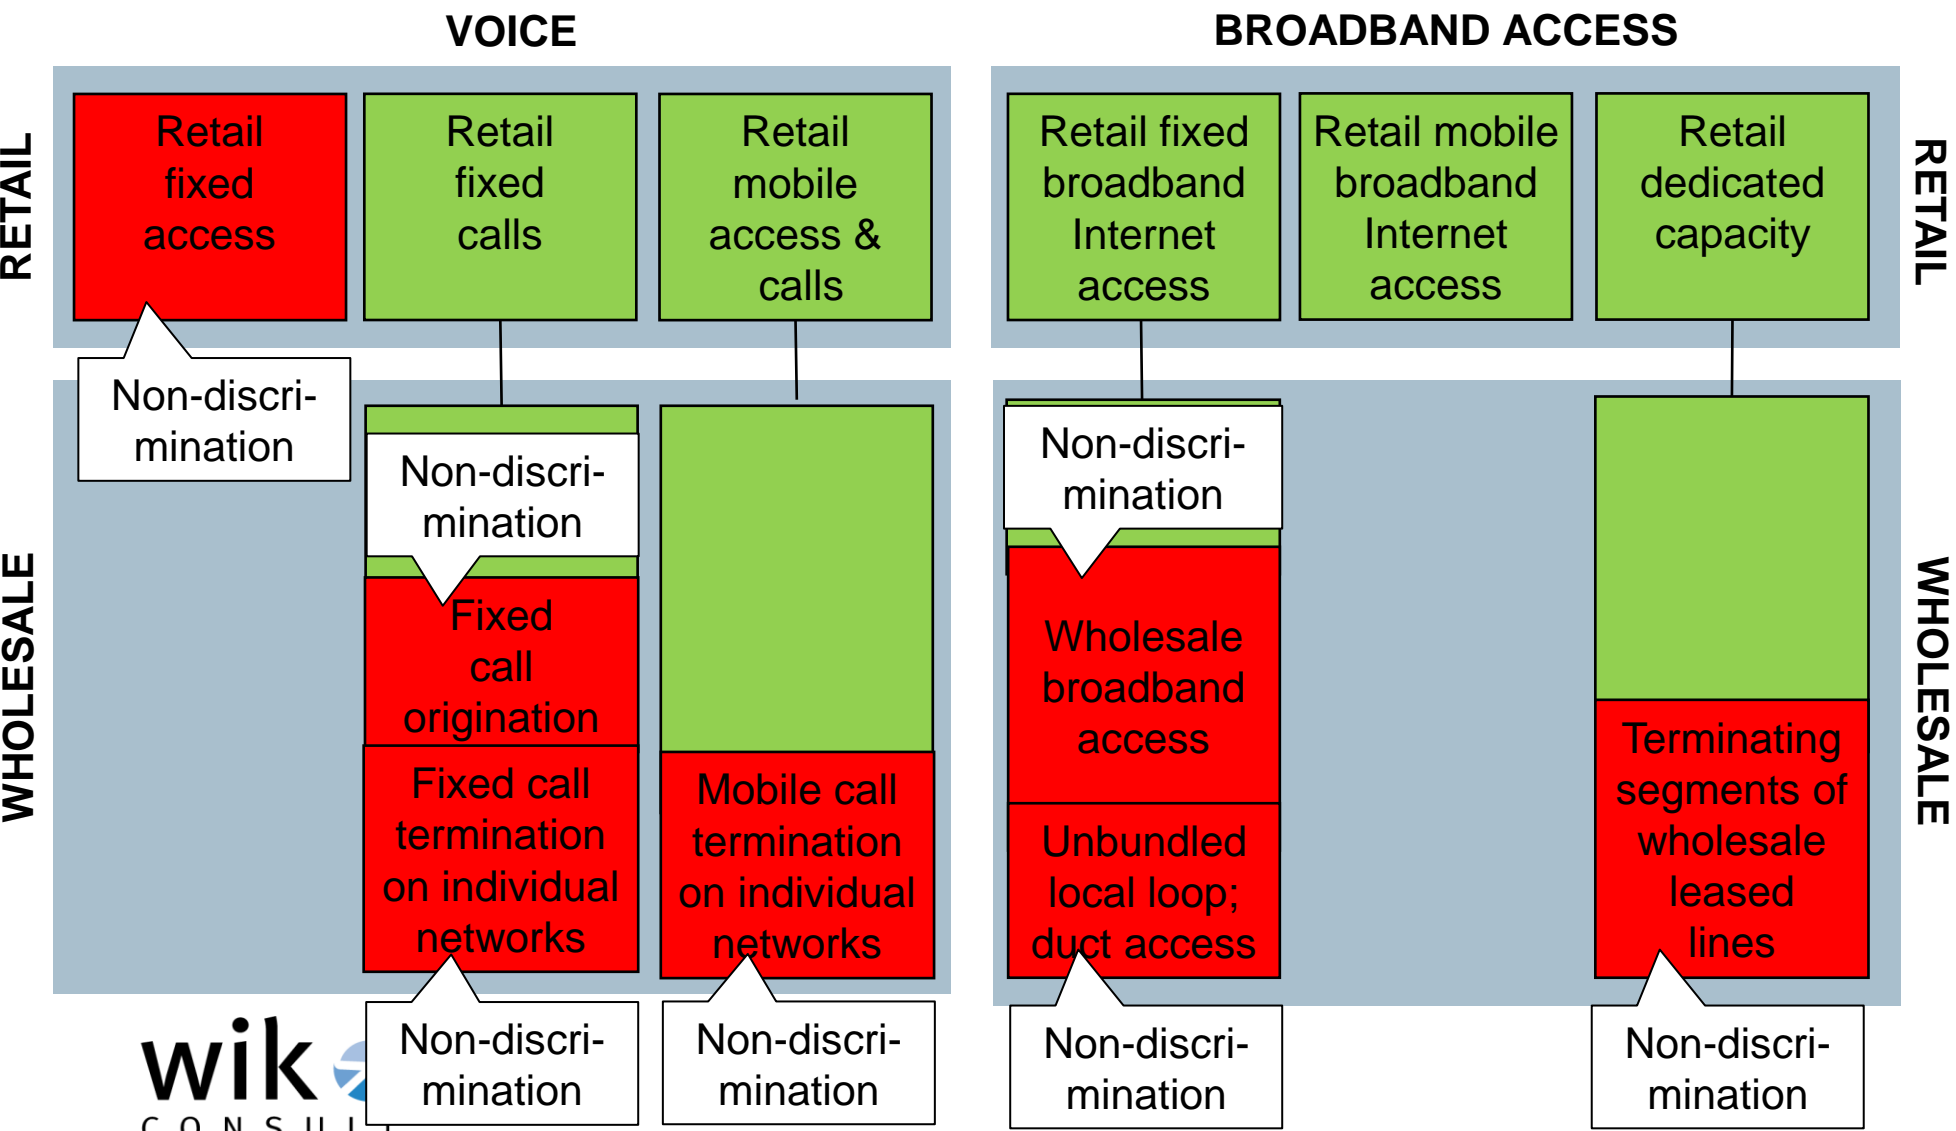 VOICE
BROADBAND ACCESS
RETAIL
Retail
fixed
access
Retail
fixed
calls
Retail
mobile
access &
calls
Retail fixed
broadband
Internet
access
Retail mobile
broadband
Internet
access
Retail
dedicated
capacity
RETAIL
Non-discri-
mination
WHOLESALE
Non-discri-
mination
Fixed
call
origination
Fixed call
termination
on individual
networks
Mobile call
termination
on individual
networks
Non-discri-
mination
Wholesale
broadband
access
Unbundled
local loop;
duct access
Terminating
segments of
wholesale
leased
lines
WHOLESALE
Non-discri-
mination
Non-discri-
mination
Non-discri-
mination
Non-discri-
mination
wik